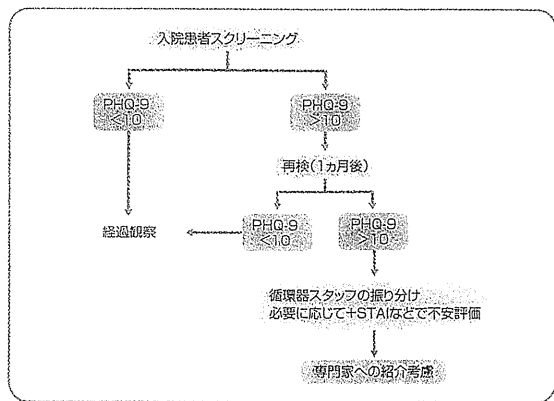 入院患者スクリーニング
PHQ-9
<10
PHQ-9
>10
再検(1ヵ月後)
経過観察
PHQ-9
<10
PHQ-9
>10
循環器スタッフの振り分け
必要に応じて+STAIなどで不安評価
専門家への紹介考慮